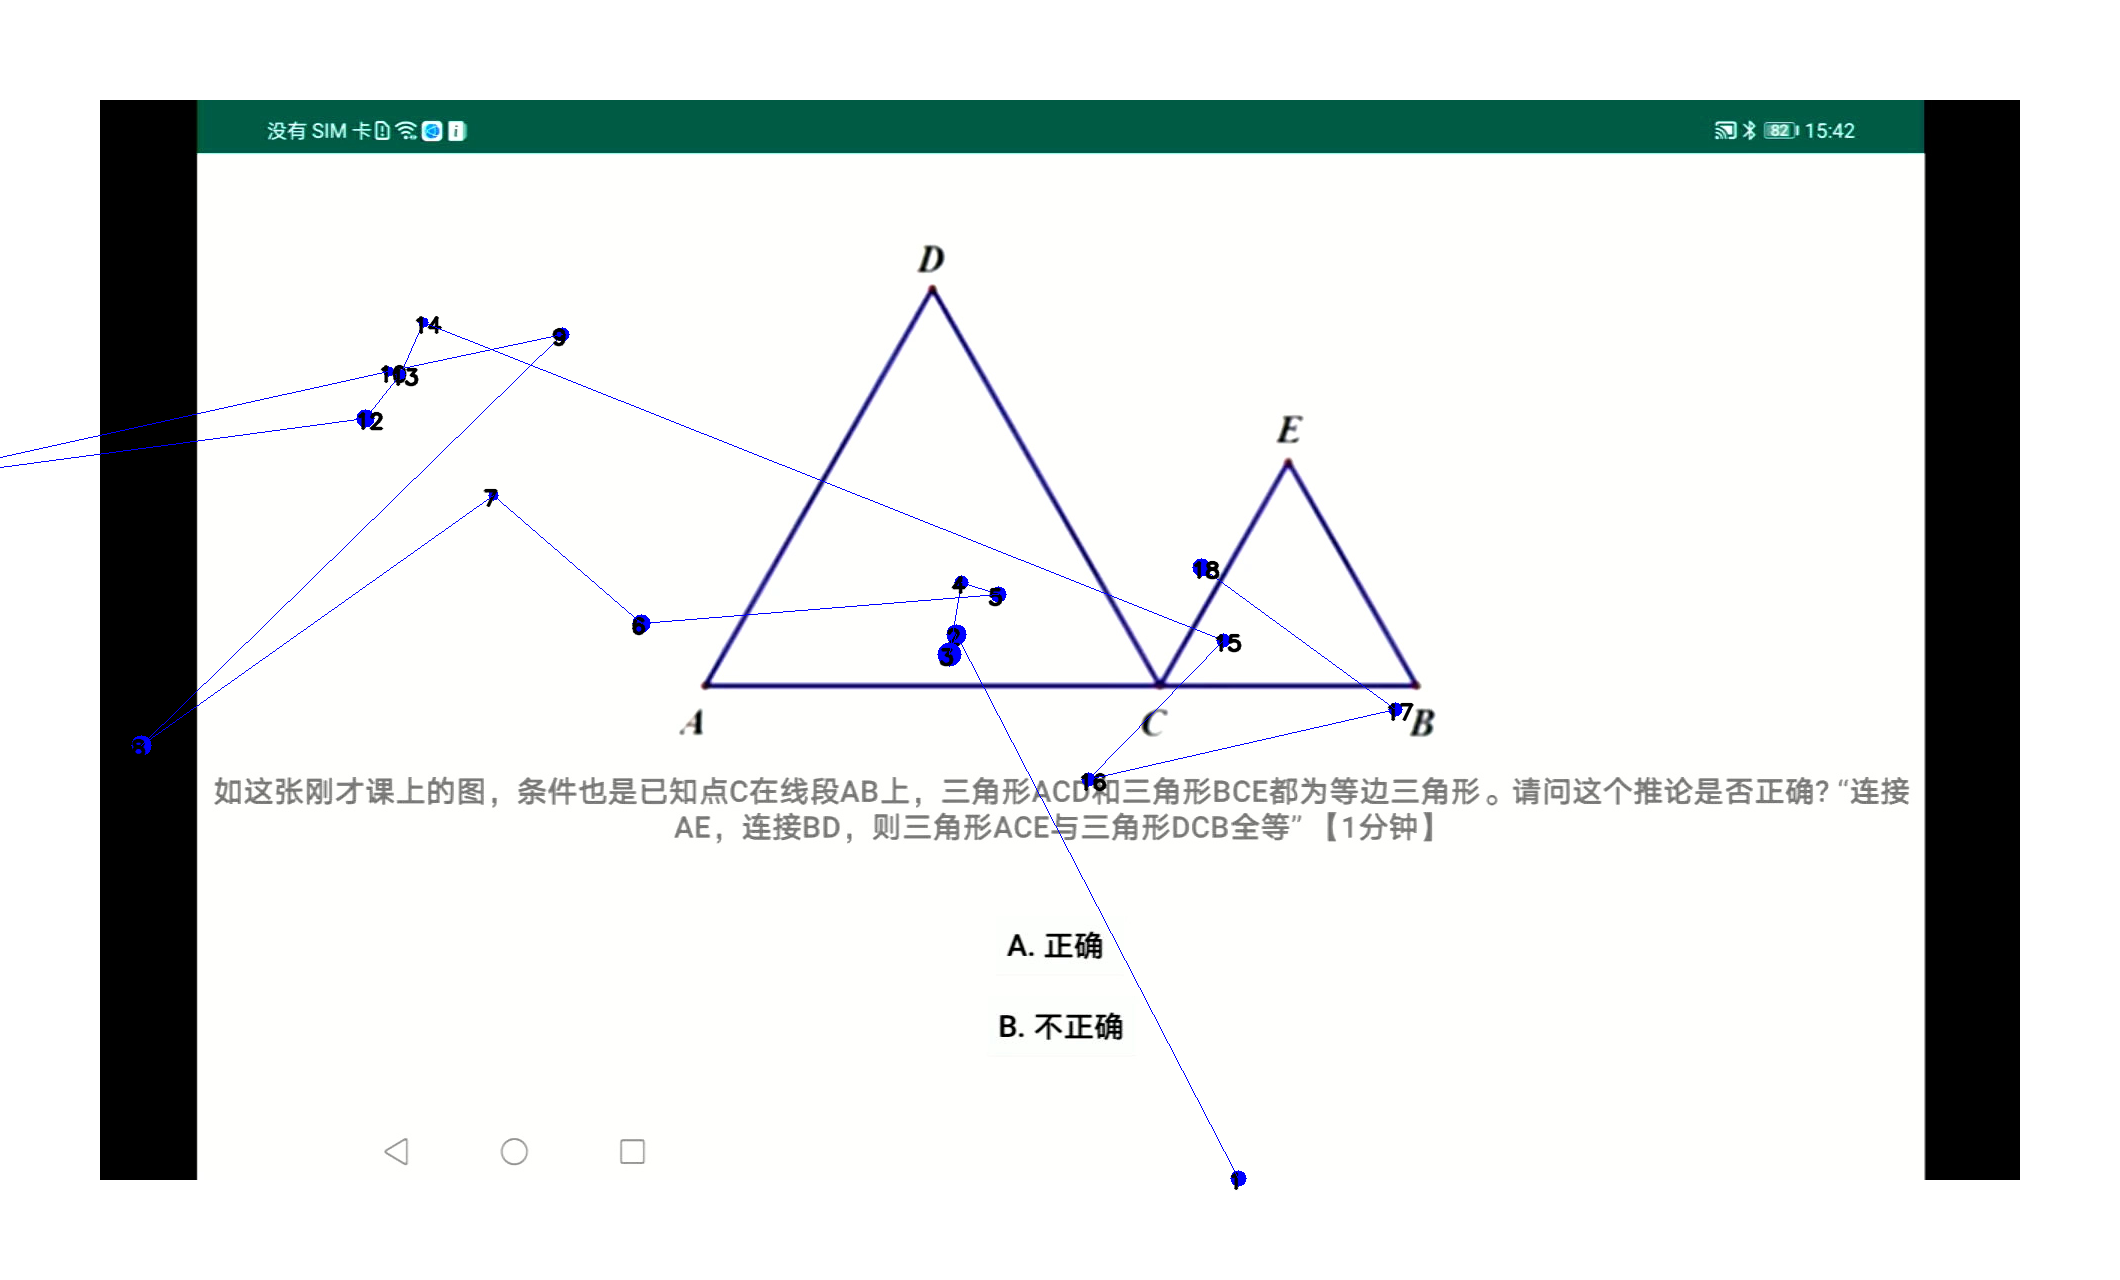 没有 SIM 卡
82 15:42
D
E
A
C
B
14
9
10
13
12
7
4
5
6
2
3
18
15
17
8
16
1
如这张刚才课上的图，条件也是已知点C在线段AB上，三角形ACD和三角形BCE都为等边三角形。请问这个推论是否正确？“连接
AE，连接BD，则三角形ACE与三角形DCB全等”【1分钟】
A. 正确
B. 不正确